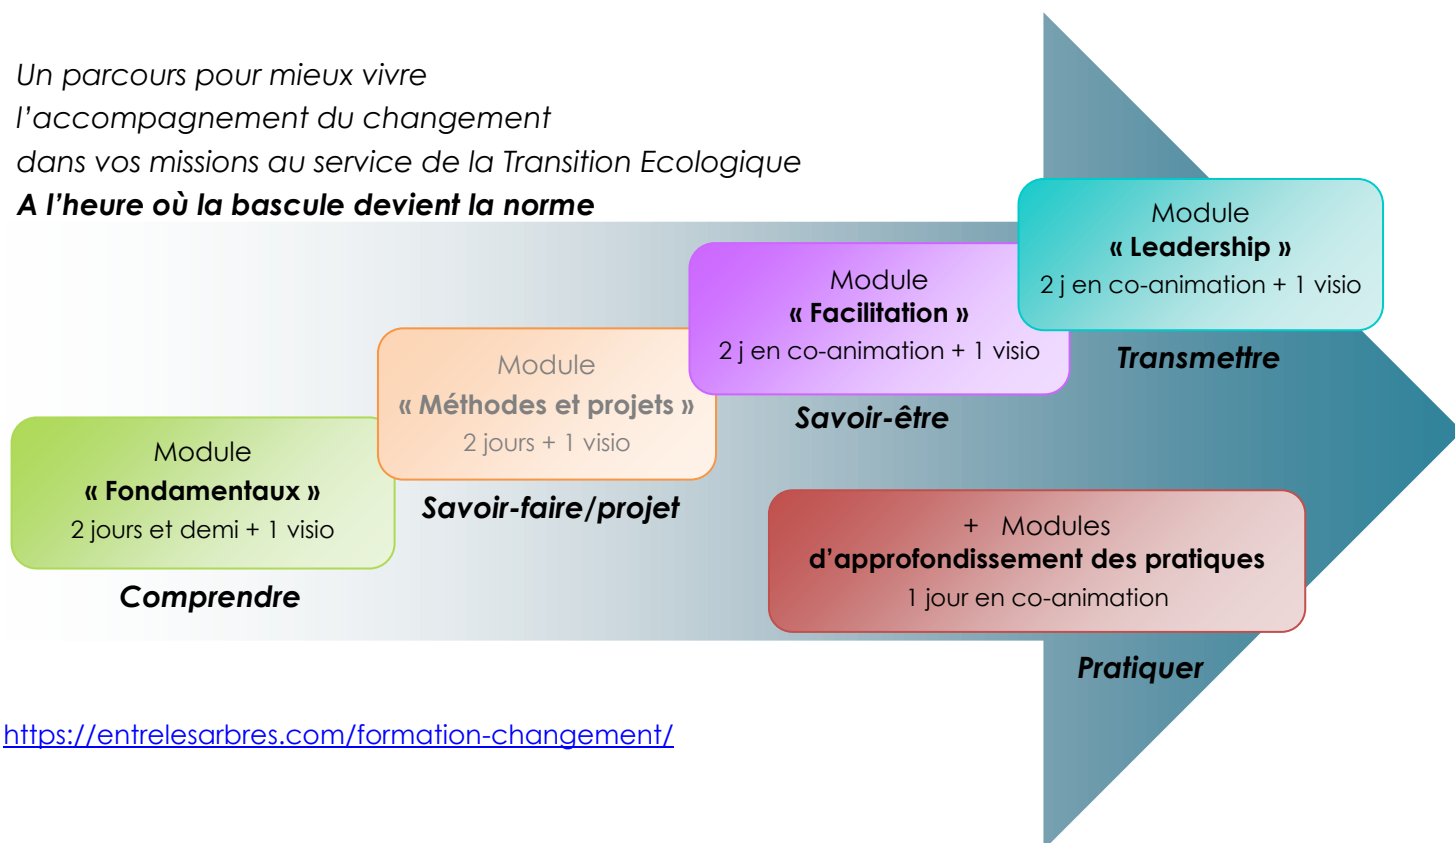 Un parcours pour mieux vivre
l'accompagnement du changement
dans vos missions au service de la Transition Ecologique
A l'heure où la bascule devient la norme
Module
« Leadership »
2 j en co-animation + 1 visio
Transmettre
Module
« Facilitation »
2 j en co-animation + 1 visio
Savoir-être
Module
« Méthodes et projets »
2 jours + 1 visio
Savoir-faire/projet
Module
« Fondamentaux »
2 jours et demi + 1 visio
Comprendre
+ Modules
d'approfondissement des pratiques
1 jour en co-animation
Pratiquer
https://entrelesarbres.com/formation-changement/